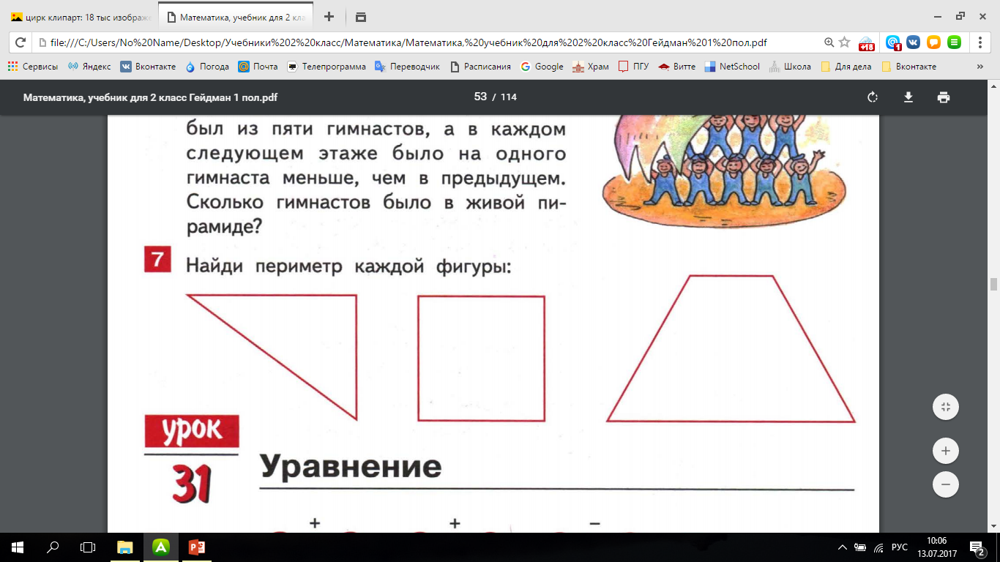 цирк клипарт: 18 тыс изображе
Математика, учебник для 2 кла
file:///C:/Users/No%20Name/Desktop/Учебники%202%20класс/Математика/Математика,%20учебник%20для%202%20класс%20Гейдман%201%20пол.pdf
+18
1
Сервисы Яндекс Вконтакте Погода Почта Телепрограмма Переводчик Расписания Google Храм ПГУ Витте NetSchool Школа Для дела Вконтакте »
Математика, учебник для 2 класс Гейдман 1 пол.pdf
53 / 114
был из пяти гимнастов, а в каждом
следующем этаже было на одного
гимнаста меньше, чем в предыдущем.
Сколько гимнастов было в живой пи-
рамиде?
7 Найди периметр каждой фигуры:
урок
31
Уравнение
+ + −
РУС
10:06
13.07.2017
2